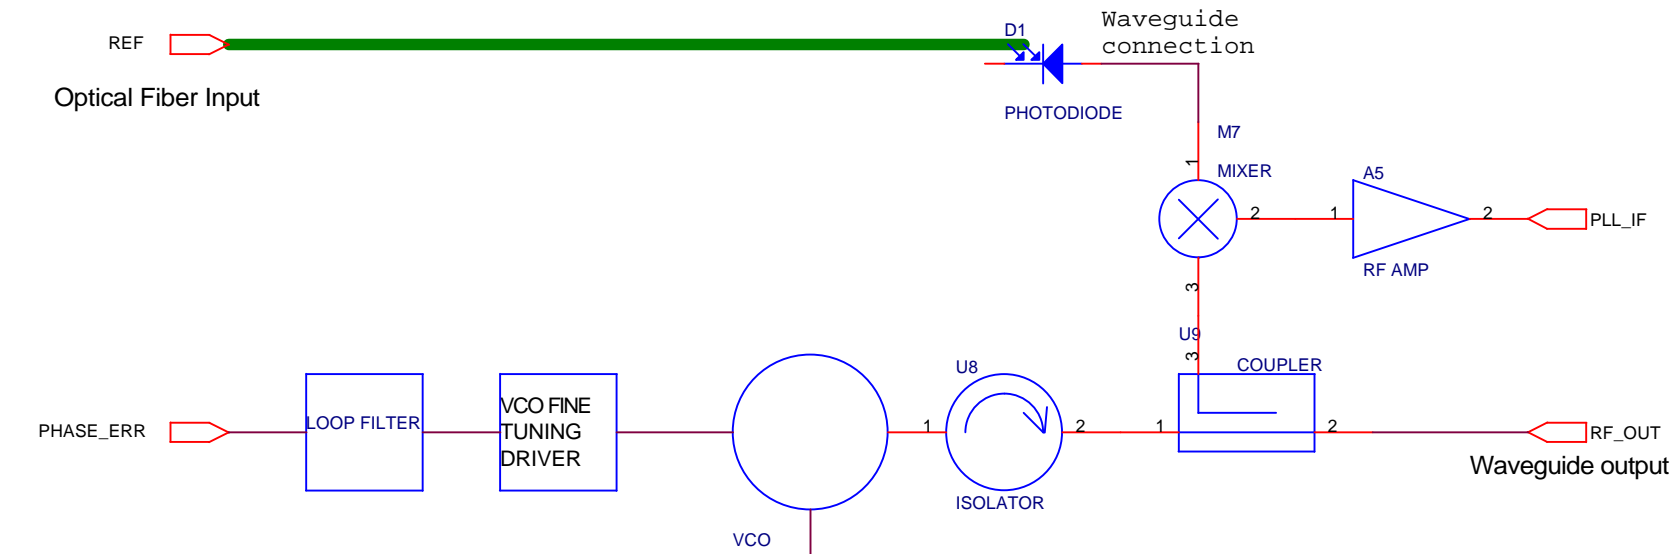 Waveguide
connection
D1
REF
Optical Fiber Input
PHOTODIODE
M7
MIXER
1
A5
2
1
2
PLL_IF
RF AMP
3
U9
3
COUPLER
U8
PHASE_ERR
LOOP FILTER
VCO FINE
TUNING
DRIVER
1
2
1
2
RF_OUT
Waveguide output
ISOLATOR
VCO